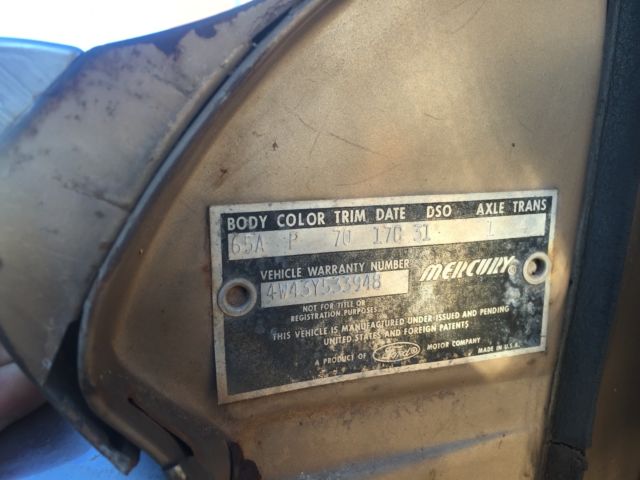 BODY COLOR TRIM DATE DSO AXLE TRANS
65A P 70 17C 31 1
VEHICLE WARRANTY NUMBER
4W43Y533948
MERCURY
NOT FOR TITLE OR
REGISTRATION PURPOSES
THIS VEHICLE IS MANUFACTURED UNDER ISSUED AND PENDING
UNITED STATES AND FOREIGN PATENTS
A PRODUCT OF Ford MOTOR COMPANY
MADE IN U.S.A.